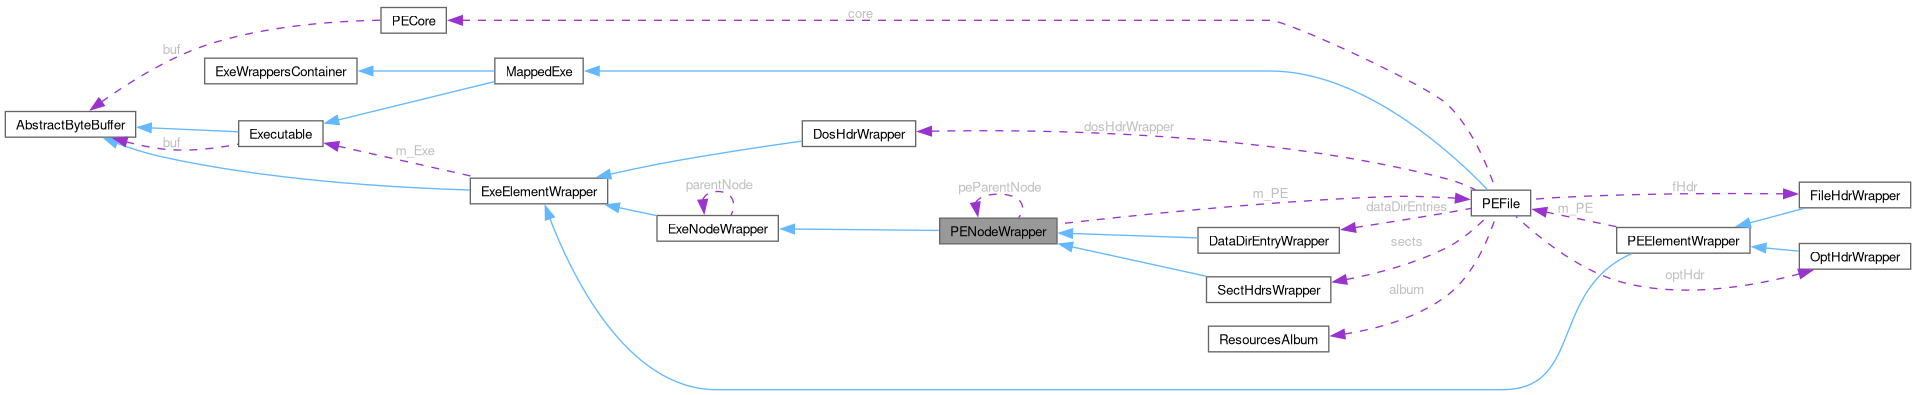 PECore
core
buf
ExeWrappersContainer
MappedExe
AbstractByteBuffer
Executable
DosHdrWrapper
dosHdrWrapper
buf
m_Exe
ExeElementWrapper
parentNode
peParentNode
m_PE
PEFile
fHdr
FileHdrWrapper
dataDirEntries
m_PE
ExeNodeWrapper
PENodeWrapper
DataDirEntryWrapper
sects
PEElementWrapper
OptHdrWrapper
optHdr
SectHdrsWrapper
album
ResourcesAlbum